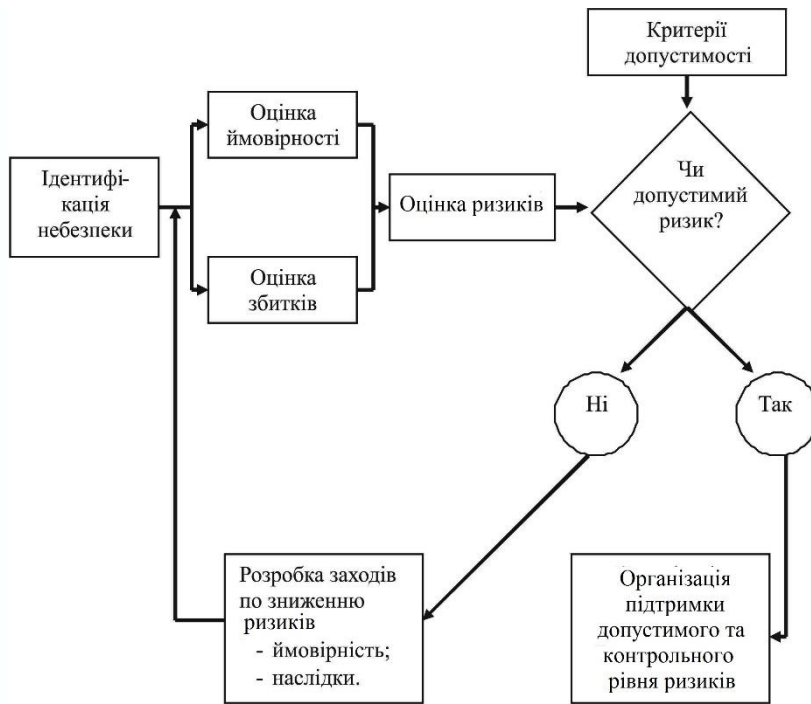 Критерії
допустимості
Оцінка
ймовірності
Ідентифі-
кація
небезпеки
Оцінка ризиків
Чи
допустимий
ризик?
Оцінка
збитків
Ні
Так
Розробка заходів
по зниженню
ризиків
- ймовірність;
- наслідки.
Організація
підтримки
допустимого та
контрольного
рівня ризиків